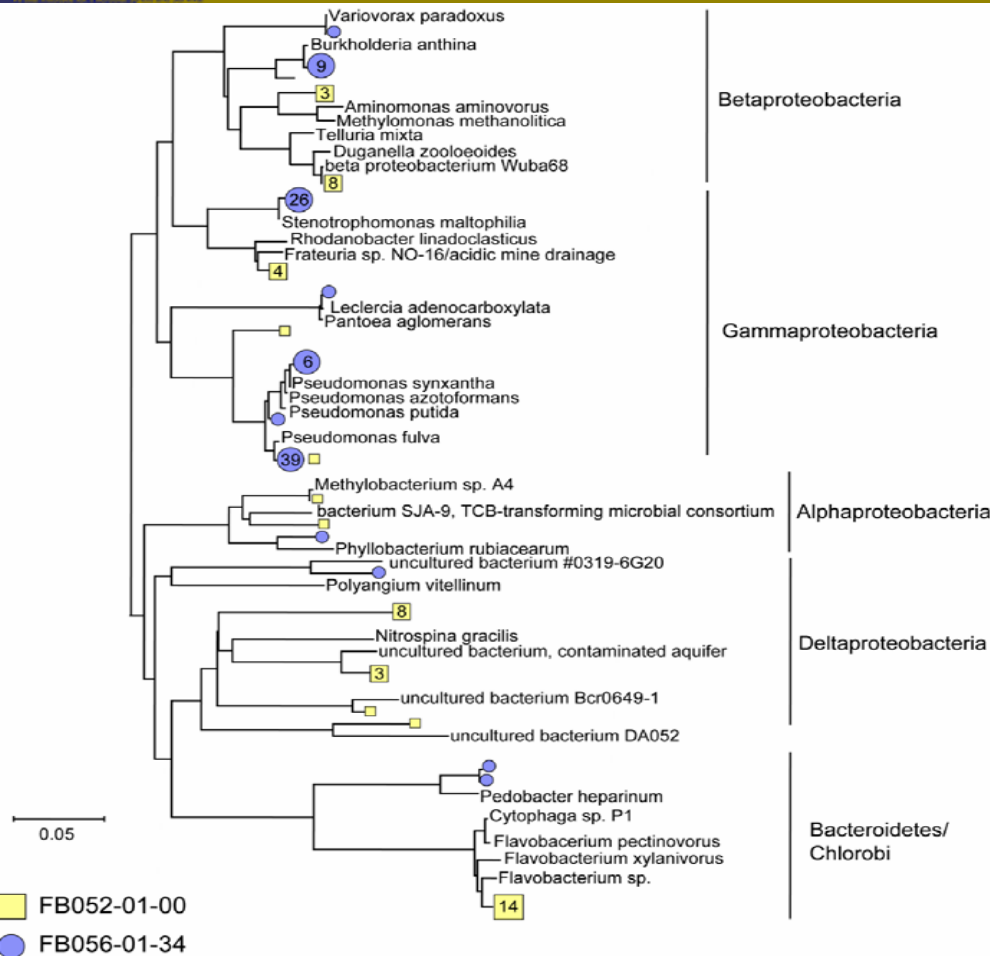 Variovorax paradoxus
Burkholderia anthina
9
3
Aminomonas aminovorus
Methylomonas methanolitica
Telluria mixta
Duganella zooloeoides
beta proteobacterium Wuba68
8
Betaproteobacteria
26
Stenotrophomonas maltophilia
Rhodanobacter linadoclasticus
Frateuria sp. NO-16/acidic mine drainage
4
Leclercia adenocarboxylata
Pantoea aglomerans
6
Pseudomonas synxantha
Pseudomonas azotoformans
Pseudomonas putida
Pseudomonas fulva
39
Gammaproteobacteria
Methylobacterium sp. A4
bacterium SJA-9, TCB-transforming microbial consortium
Phyllobacterium rubiacearum
Alphaproteobacteria
uncultured bacterium #0319-6G20
Polyangium vitellinum
8
Nitrospina gracilis
uncultured bacterium, contaminated aquifer
3
uncultured bacterium Bcr0649-1
uncultured bacterium DA052
Deltaproteobacteria
Pedobacter heparinum
Cytophaga sp. P1
Flavobacerium pectinovorus
Flavobacterium xylanivorus
Flavobacterium sp.
14
Bacteroidetes/
Chlorobi
0.05
FB052-01-00
FB056-01-34